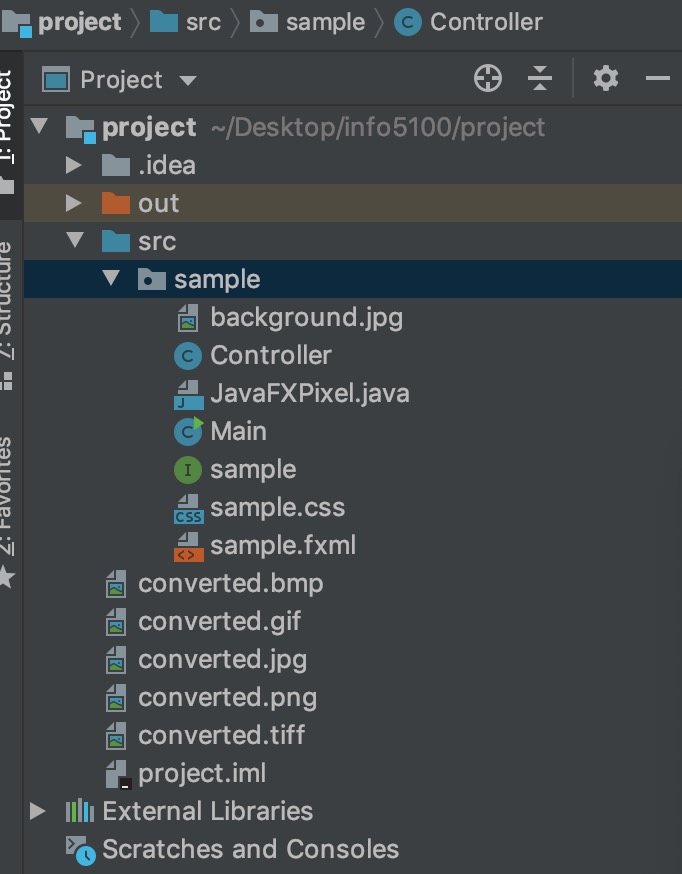 project src sample Controller
Project
1: Project
project ~/Desktop/info5100/project
.idea
out
src
sample
background.jpg
Controller
JavaFXPixel.java
Main
sample
sample.css
sample.fxml
converted.bmp
converted.gif
converted.jpg
converted.png
converted.tiff
project.iml
External Libraries
Scratches and Consoles
Z: Structure
2: Favorites